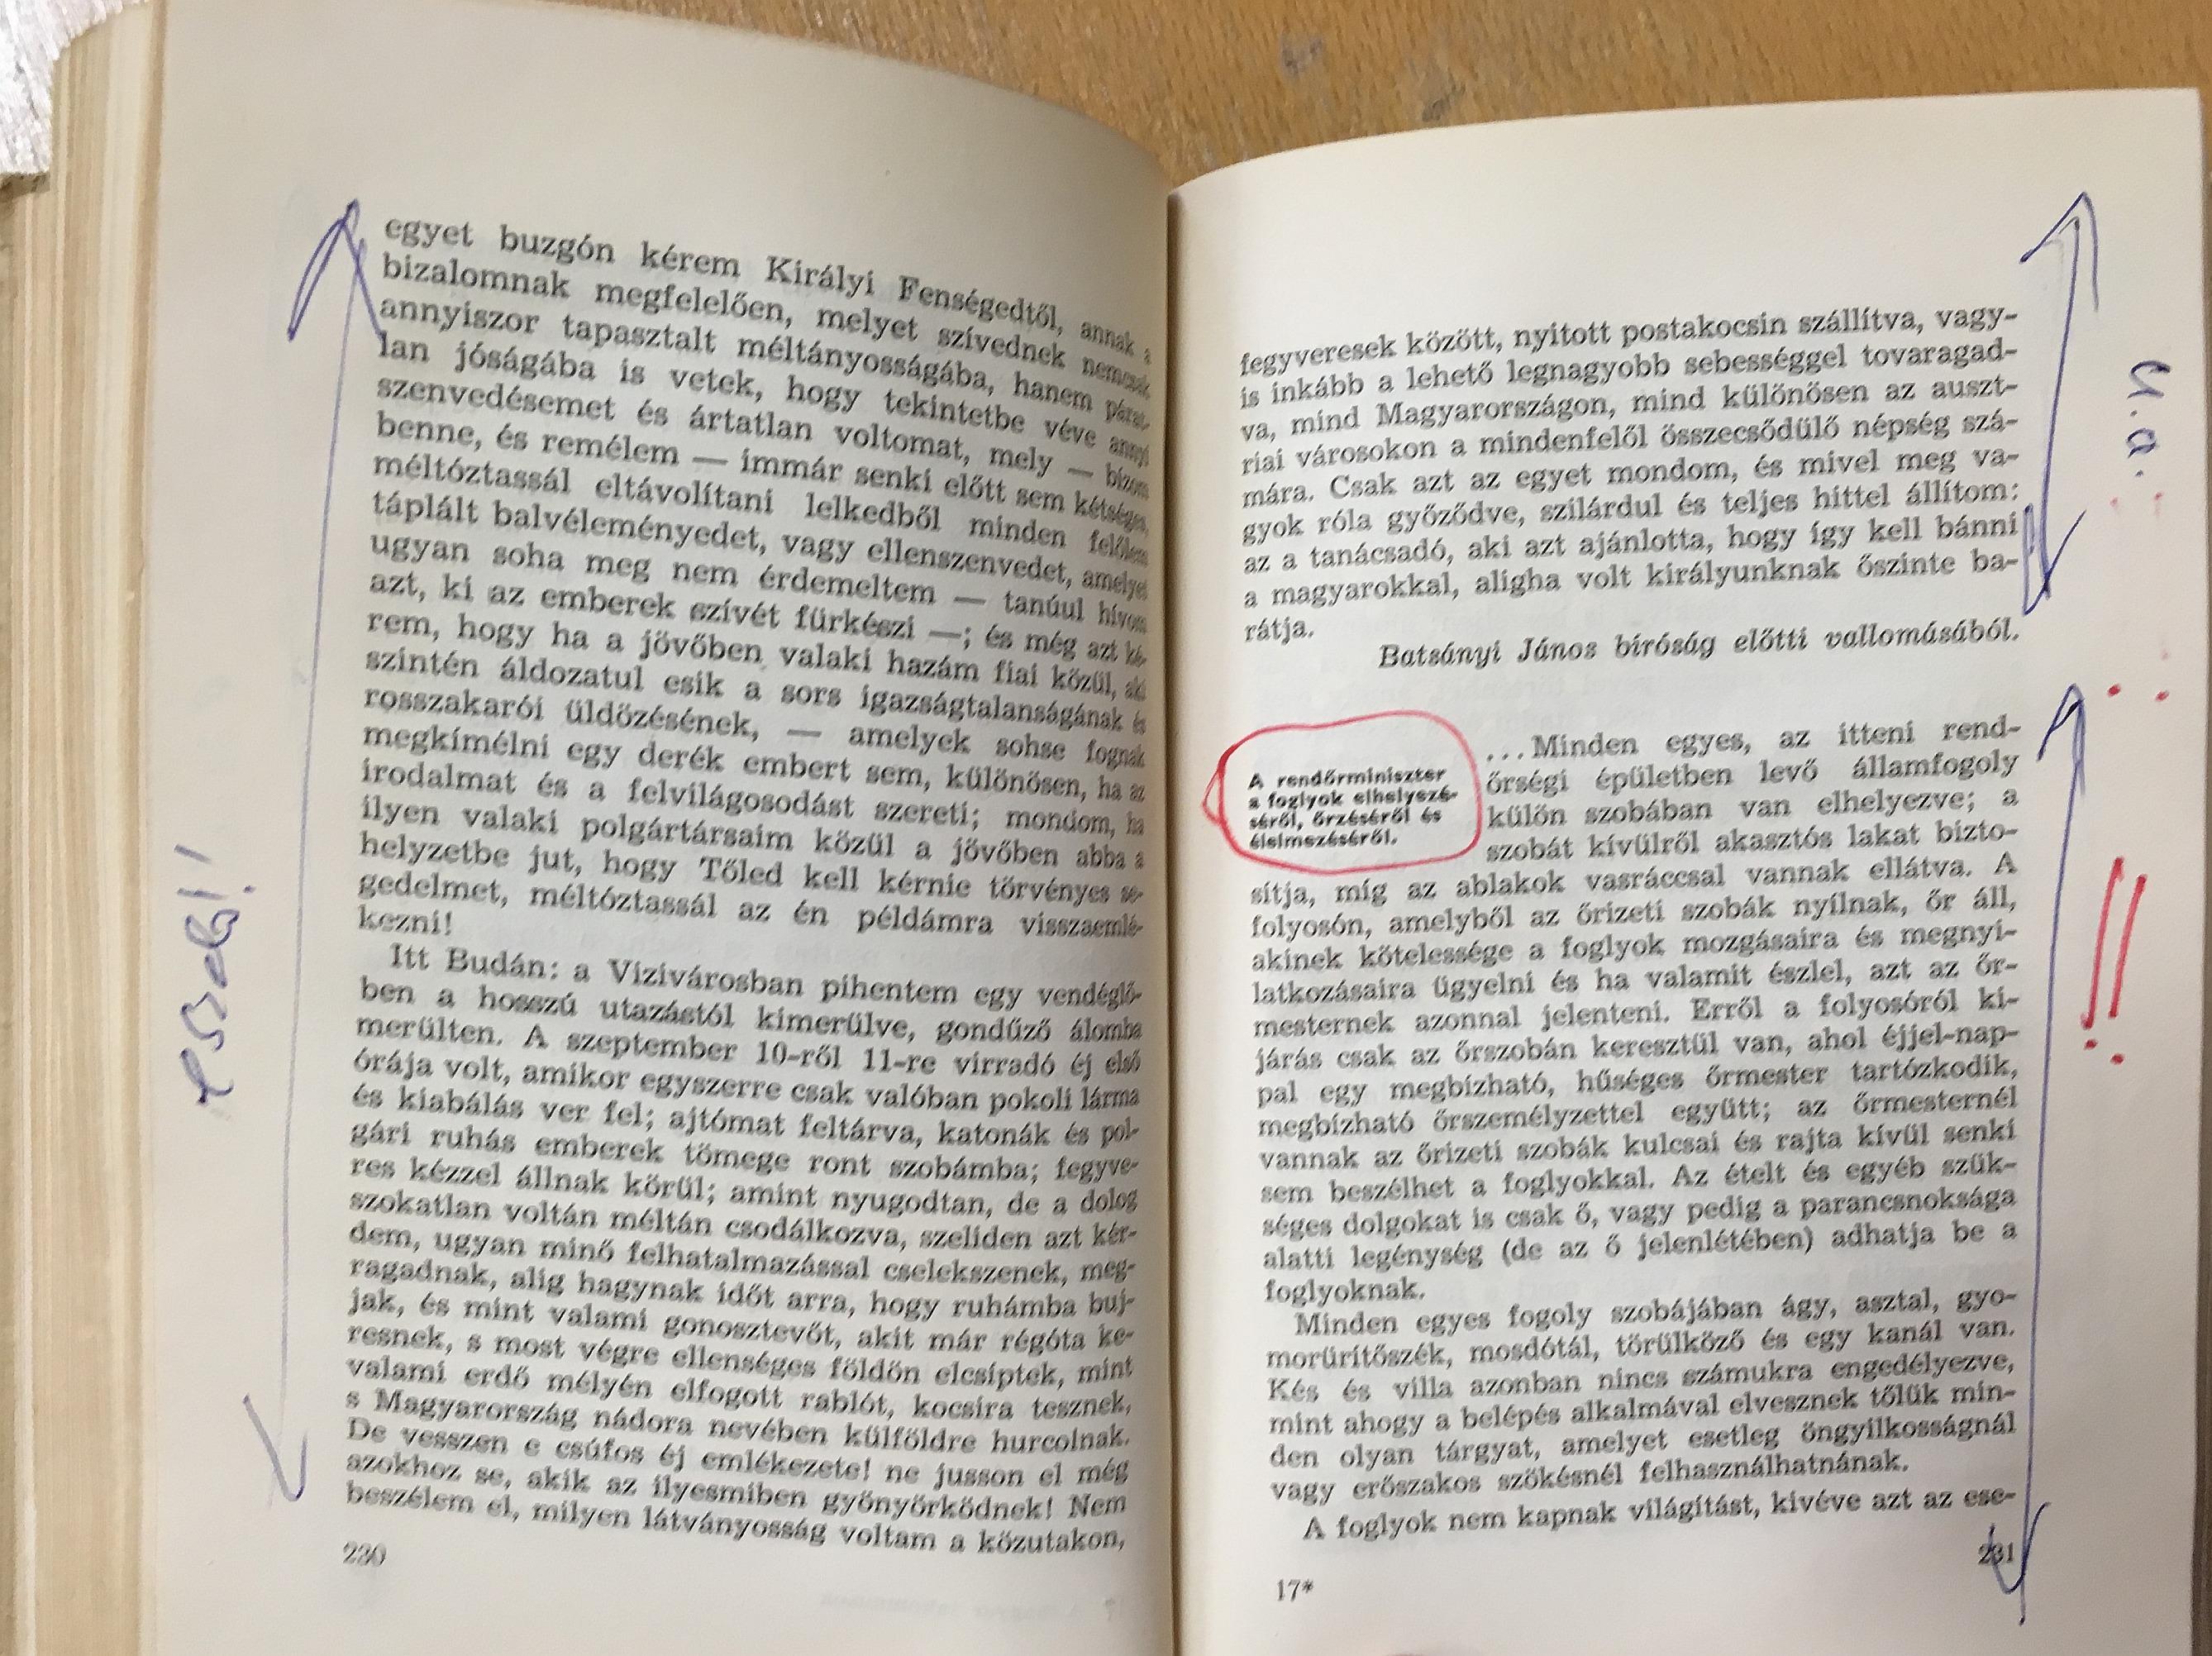 egyet buzgón kérem Királyi Fenségedtől, annak a
bizalomnak megfelelően, melyet szívednek nemcsak
annyiszor tapasztalt méltányosságába, hanem párat-
lan jóságába is vetek, hogy tekintetbe véve annyi
szenvedésemet és ártatlan voltomat, mely — bízom
benne, és remélem — immár senki előtt sem kétséges,
méltóztassál eltávolítani lelkedből minden felőlem
táplált balvéleményedet, vagy ellenszenvedet, amelyet
ugyan soha meg nem érdemeltem — tanúul hívom
azt, ki az emberek szívét fürkészi —; és még azt ké-
rem, hogy ha a jövőben valaki hazám fiai közül, aki
szintén áldozatul esik a sors igazságtalanságának és
rosszakarói üldözésének, — amelyek sohse fognak
megkímélni egy derék embert sem, különösen, ha az
irodalmat és a felvilágosodást szereti; mondom, ha
ilyen valaki polgártársaim közül a jövőben abba a
helyzetbe jut, hogy Tőled kell kérnie törvényes se-
gedelmet, méltóztassál az én példámra visszaemlé-
kezni!
Itt Budán: a Vizivárosban pihentem egy vendéglő-
ben a hosszú utazástól kimerülve, gondűző álomba
merülten. A szeptember 10-ről 11-re virradó éj első
órája volt, amikor egyszerre csak valóban pokoli lárma
és kiabálás ver fel; ajtómat feltárva, katonák és pol-
gári ruhás emberek tömege ront szobámba; fegyve-
res kézzel állnak körül; amint nyugodtan, de a dolog
szokatlan voltán méltán csodálkozva, szeliden azt kér-
dem, ugyan minő felhatalmazással cselekszenek, meg-
ragadnak, alig hagynak időt arra, hogy ruhámba buj-
jak, és mint valami gonosztevőt, akit már régóta ke-
resnek, s most végre ellenséges földön elcsíptek, mint
valami erdő mélyén elfogott rablót, kocsira tesznek,
s Magyarország nádora nevében külföldre hurcolnak.
De vesszen e csúfos éj emlékezete! ne jusson el még
azokhoz se, akik az ilyesmiben gyönyörködnek! Nem
beszélem el, milyen látványosság voltam a közutakon,
230
fegyveresek között, nyitott postakocsin szállítva, vagy-
is inkább a lehető legnagyobb sebességgel tovaragad-
va, mind Magyarországon, mind különösen az auszt-
riai városokon a mindenfelől összecsődülő népség szá-
mára. Csak azt az egyet mondom, és mivel meg va-
gyok róla győződve, szilárdul és teljes hittel állítom:
az a tanácsadó, aki azt ajánlotta, hogy így kell bánni
a magyarokkal, aligha volt királyunknak őszinte ba-
rátja.
Batsányi János bíróság előtti vallomásából.
u.a.
A rendőrminiszter
a foglyok elhelyezé-
séről, őrzéséről és
élelmezéséről.
...Minden egyes, az itteni rend-
őrségi épületben levő államfogoly
külön szobában van elhelyezve; a
szobát kívülről akasztós lakat bizto-
sítja, míg az ablakok vasráccsal vannak ellátva. A
folyosón, amelyből az őrizeti szobák nyílnak, őr áll,
akinek kötelessége a foglyok mozgásaira és megnyi-
latkozásaira ügyelni és ha valamit észlel, azt az őr-
mesternek azonnal jelenteni. Erről a folyosóról ki-
járás csak az őrszobán keresztül van, ahol éjjel-nap-
pal egy megbízható, hűséges őrmester tartózkodik,
megbízható őrszemélyzettel együtt; az őrmesternél
vannak az őrizeti szobák kulcsai és rajta kívül senki
sem beszélhet a foglyokkal. Az ételt és egyéb szük-
séges dolgokat is csak ő, vagy pedig a parancsnoksága
alatti legénység (de az ő jelenlétében) adhatja be a
foglyoknak.
Minden egyes fogoly szobájában ágy, asztal, gyo-
morürítőszék, mosdótál, törülköző és egy kanál van.
Kés és villa azonban nincs számukra engedélyezve,
mint ahogy a belépés alkalmával elvesznek tőlük min-
den olyan tárgyat, amelyet esetleg öngyilkosságnál
vagy erőszakos szökésnél felhasználhatnának.
A foglyok nem kapnak világítást, kivéve azt az ese-
!!
231
17*